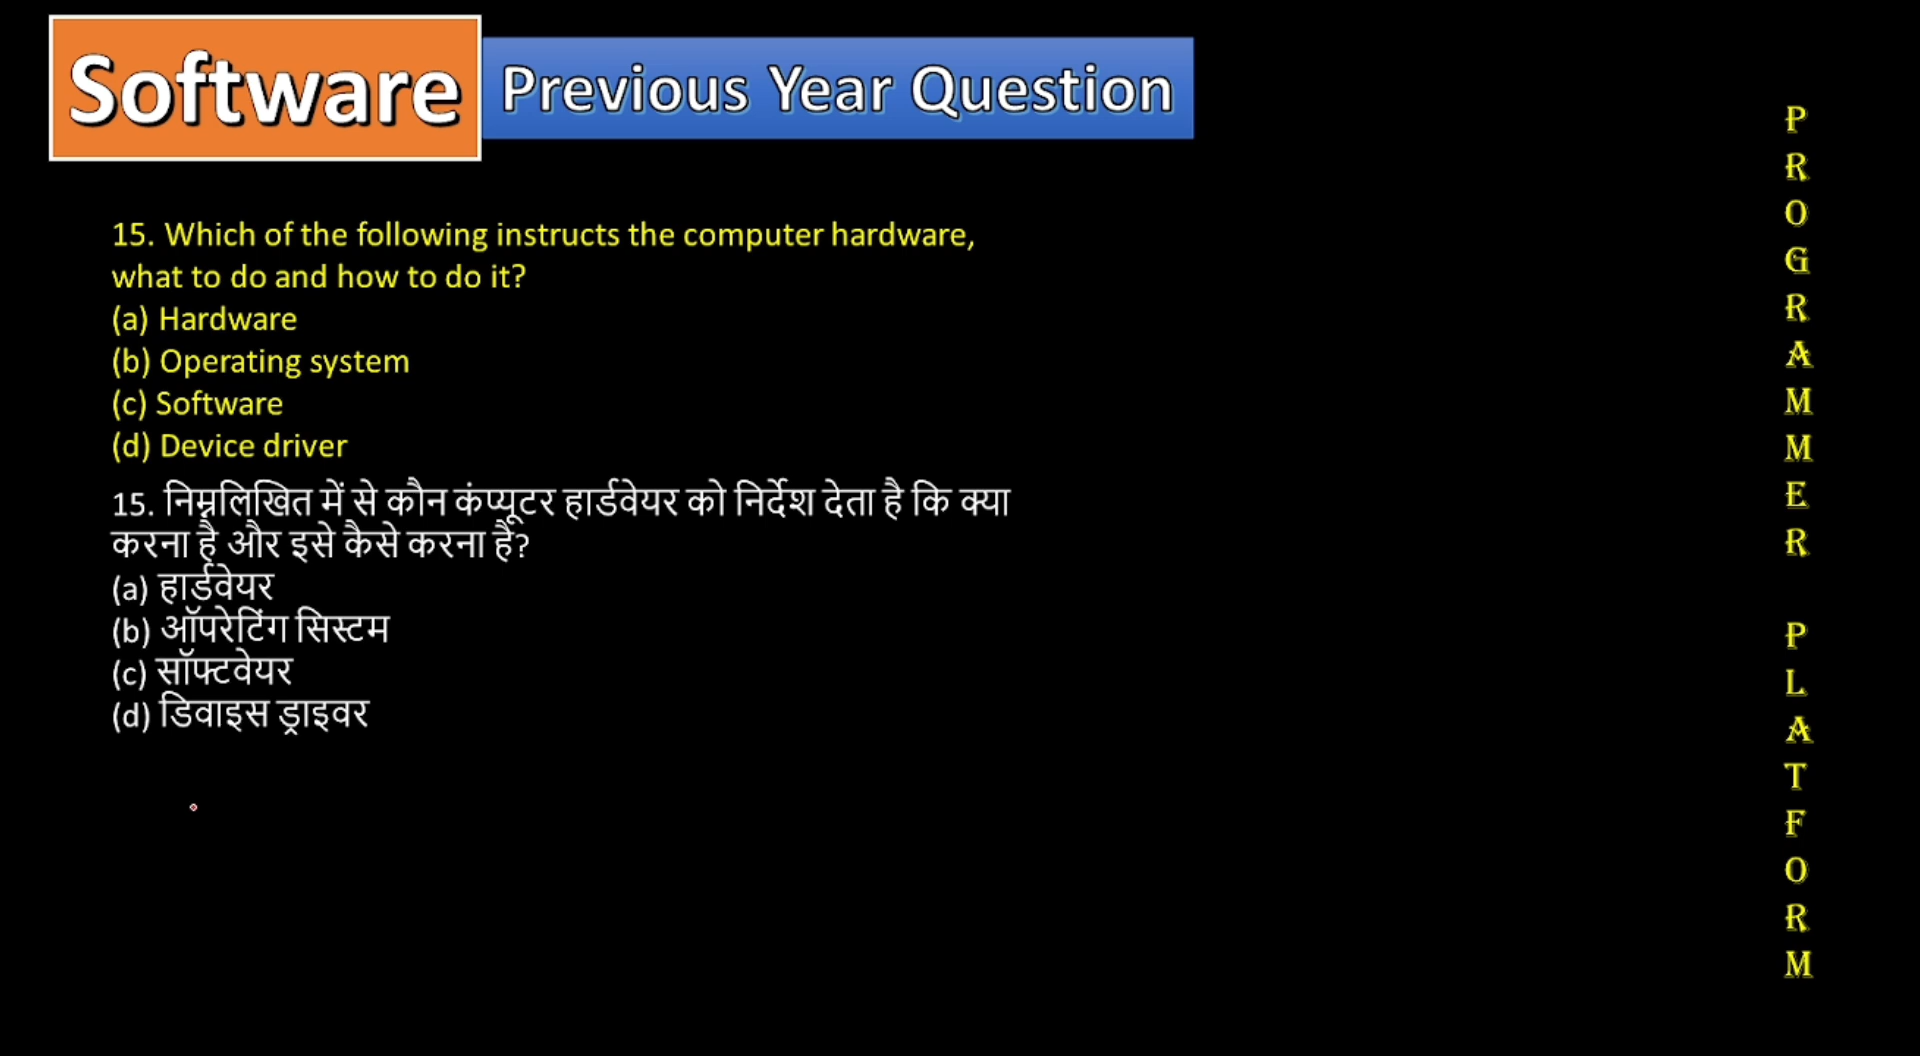 Software
Previous Year Question
15. Which of the following instructs the computer hardware,
what to do and how to do it?
(a) Hardware
(b) Operating system
(c) Software
(d) Device driver
15. निम्नलिखित में से कौन कंप्यूटर हार्डवेयर को निर्देश देता है कि क्या
करना है और इसे कैसे करना है?
(a) हार्डवेयर
(b) ऑपरेटिंग सिस्टम
(c) सॉफ्टवेयर
(d) डिवाइस ड्राइवर
PROGRAMMER PLATFORM